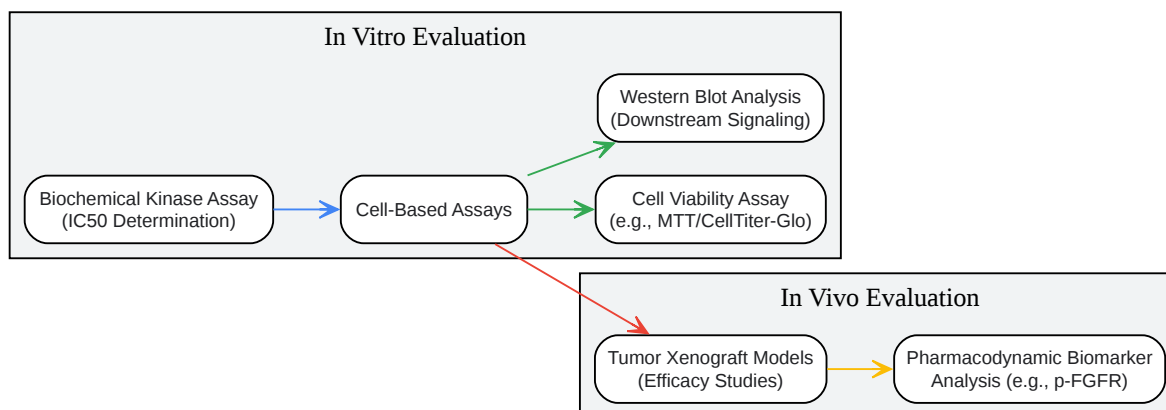 In Vitro Evaluation
Western Blot Analysis
(Downstream Signaling)
Biochemical Kinase Assay
(IC50 Determination)
Cell-Based Assays
Cell Viability Assay
(e.g., MTT/CellTiter-Glo)
In Vivo Evaluation
Tumor Xenograft Models
(Efficacy Studies)
Pharmacodynamic Biomarker
Analysis (e.g., p-FGFR)